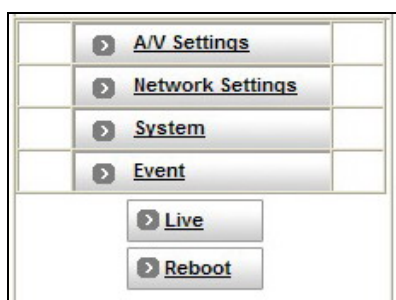 A/V Settings
Network Settings
System
Event
Live
Reboot